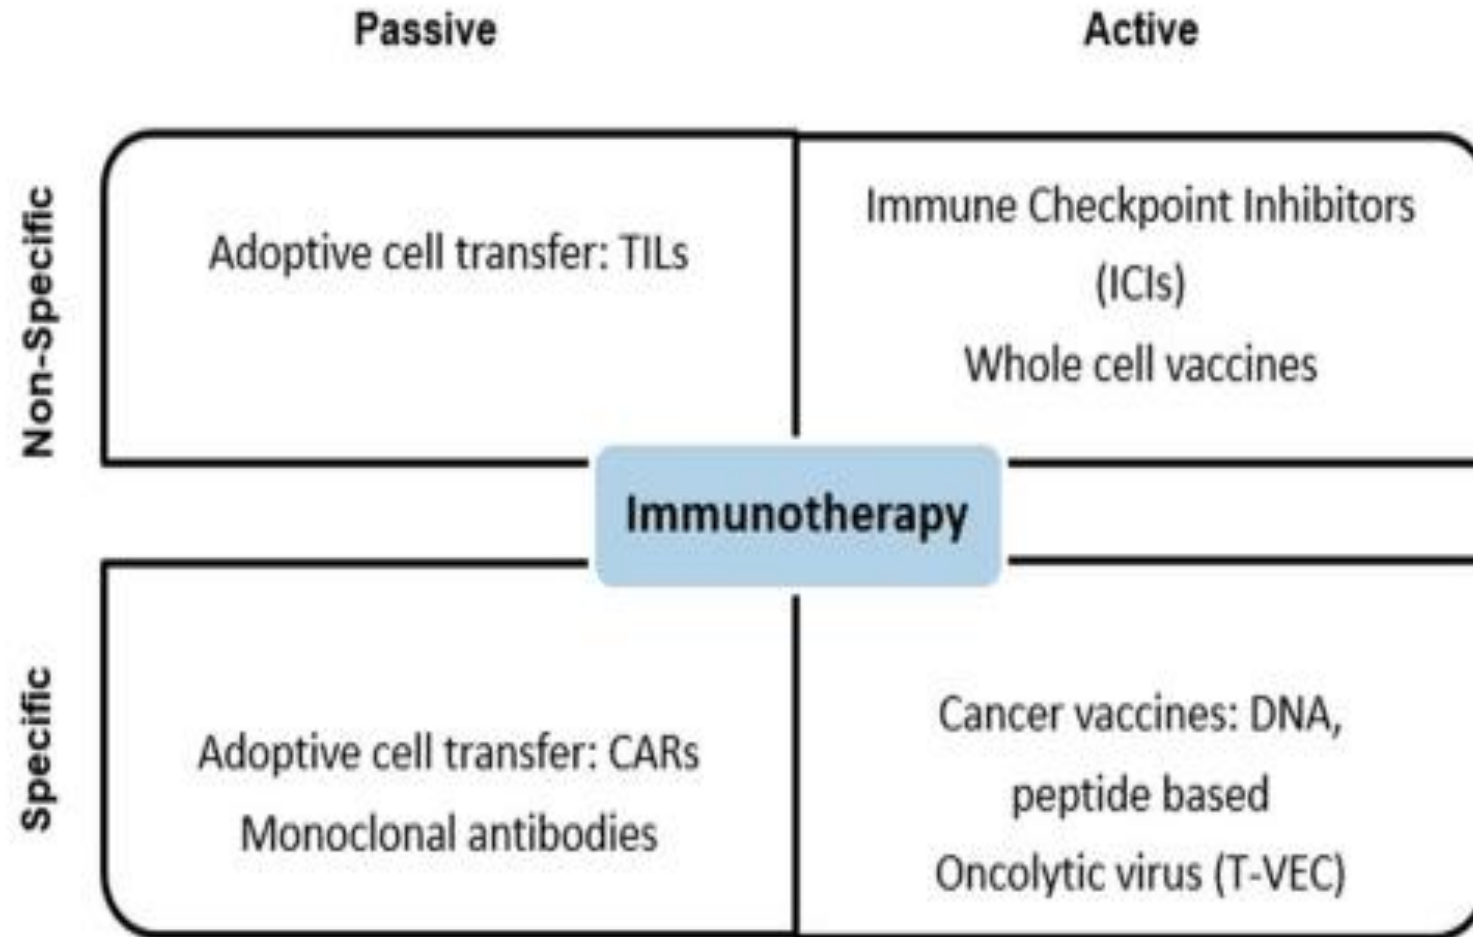 Passive
Active
Non-Specific
Adoptive cell transfer: TILs
Immune Checkpoint Inhibitors
(ICIs)
Whole cell vaccines
Immunotherapy
Specific
Adoptive cell transfer: CARs
Monoclonal antibodies
Cancer vaccines: DNA,
peptide based
Oncolytic virus (T-VEC)